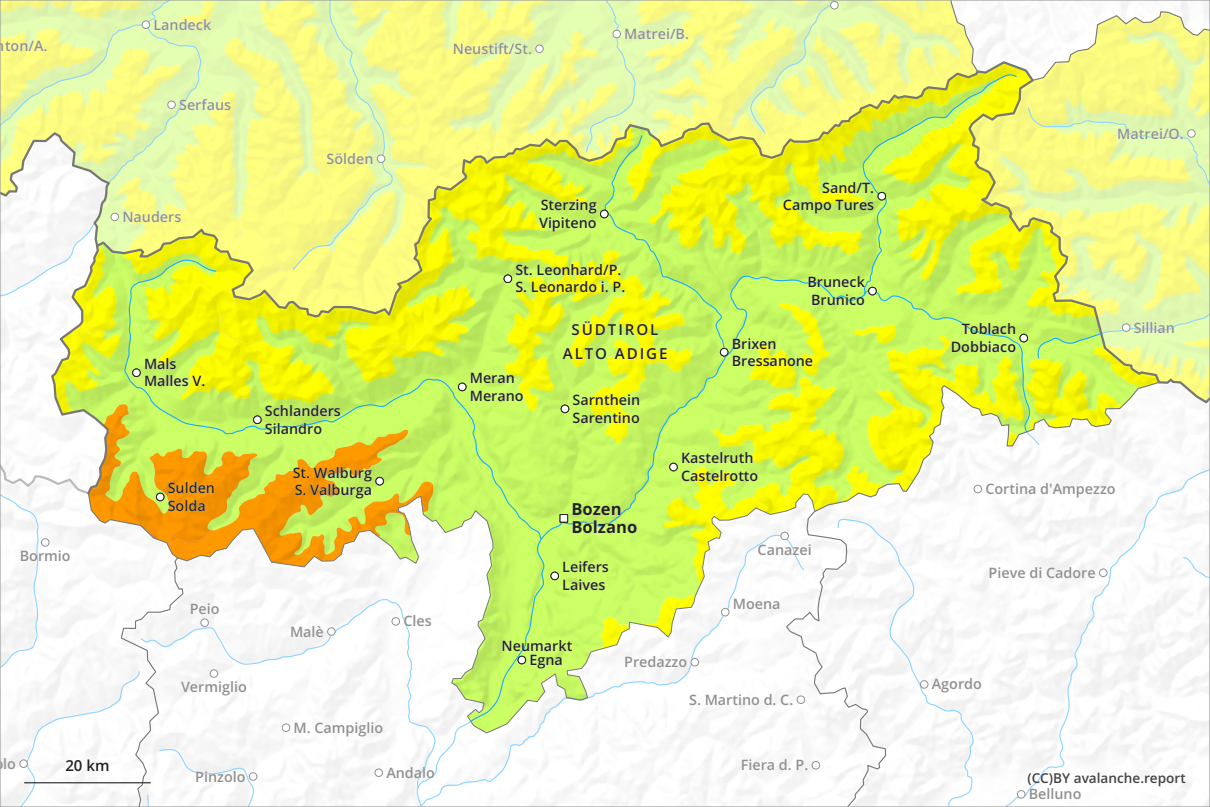 Landeck
nton/A.
Neustift/St.
Matrei/B.
Serfaus
Matrei/O.
Sölden
Sand/T.
Campo Tures
Sterzing
Vipiteno
Nauders
St. Leonhard/P.
S. Leonardo i. P.
Bruneck
Brunico
SÜDTIROL
ALTO ADIGE
Toblach
Dobbiaco
Sillian
Brixen
Bressanone
Mals
Malles V.
Meran
Merano
Sarnthein
Sarentino
Schlanders
Silandro
Kastelruth
Castelrotto
St. Walburg
S. Valburga
Sulden
Solda
Cortina d'Ampezzo
Bozen
Bolzano
Bormio
Canazei
Leifers
Laives
Pieve di Cadore
Peio
Moena
Malè
Cles
Neumarkt
Egna
Predazzo
Vermiglio
Agordo
S. Martino d. C.
M. Campiglio
20 km
olo
Pinzolo
Andalo
Fiera d. P.
(CC)BY avalanche.report
Belluno